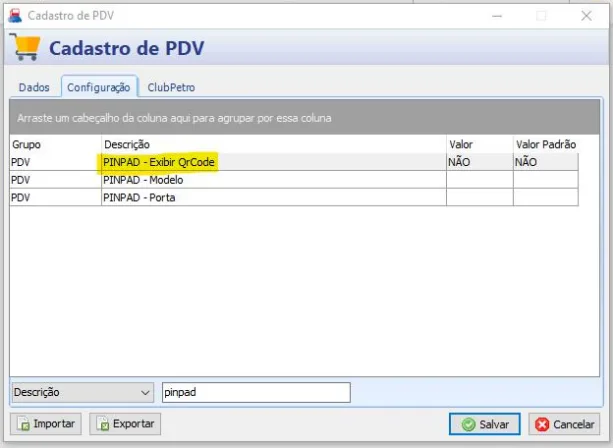 Cadastro de PDV
Cadastro de PDV
Dados Configuração ClubPetro
Arraste um cabeçalho da coluna aqui para agrupar por essa coluna
Grupo Descrição Valor Valor Padrão
PDV PINPAD - Exibir QrCode NÃO NÃO
PDV PINPAD - Modelo
PDV PINPAD - Porta
Descrição pinpad
Importar Exportar Salvar Cancelar